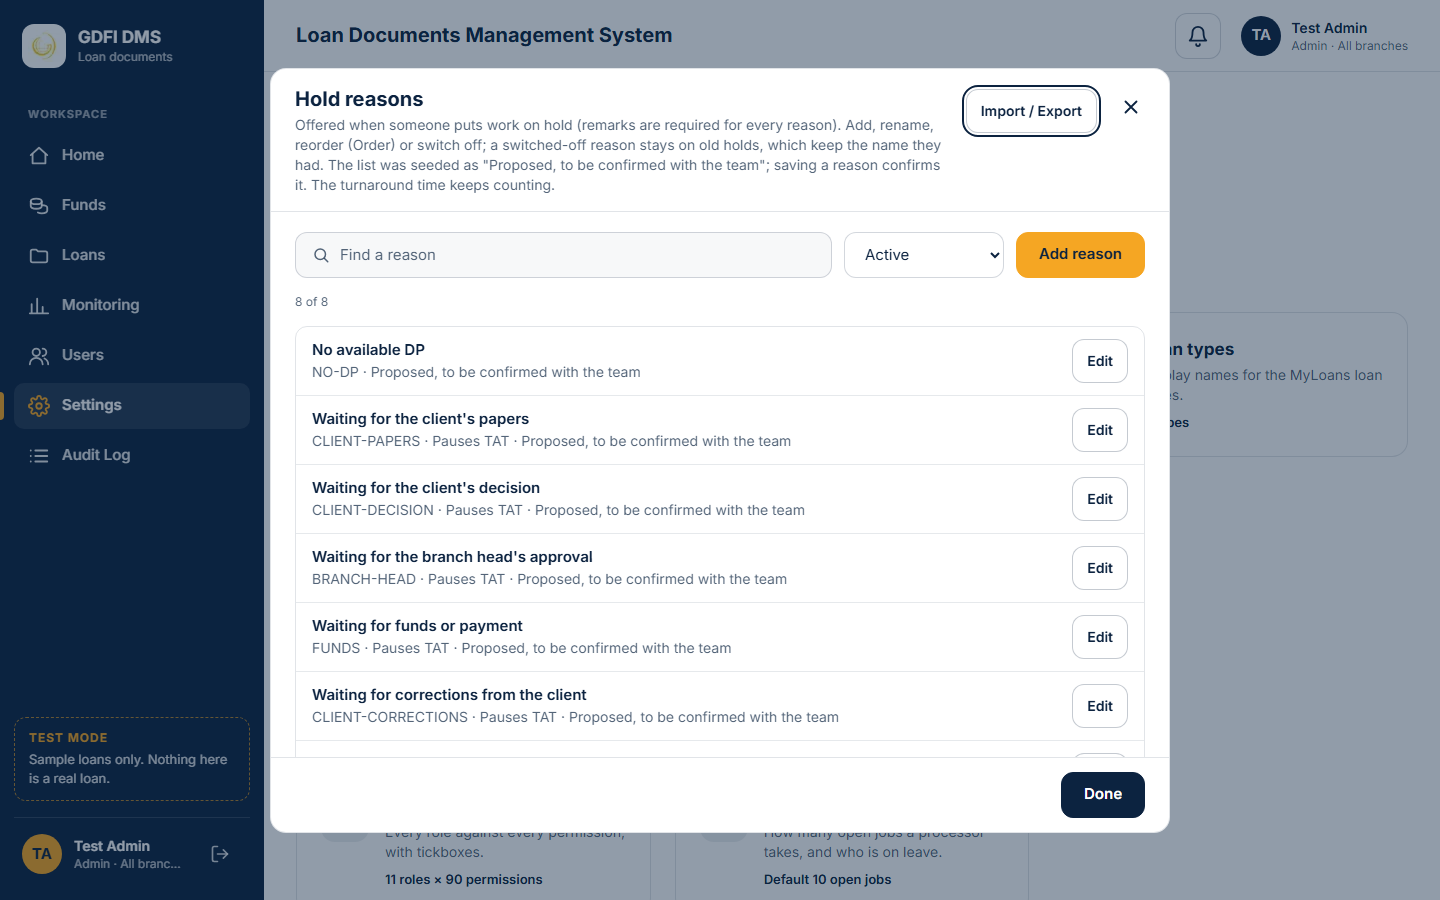 GDFI DMS
Loan documents
WORKSPACE
Home
Funds
Loans
Monitoring
Users
Settings
Audit Log
TEST MODE
Sample loans only. Nothing here
is a real loan.
TA
Test Admin
Admin · All branc...
Loan Documents Management System
TA
Test Admin
Admin · All branches
Hold reasons
Offered when someone puts work on hold (remarks are required for every reason). Add, rename,
reorder (Order) or switch off; a switched-off reason stays on old holds, which keep the name they
had. The list was seeded as "Proposed, to be confirmed with the team"; saving a reason confirms
it. The turnaround time keeps counting.
Import / Export
Find a reason
Active
Add reason
8 of 8
No available DP
NO-DP · Proposed, to be confirmed with the team
Edit
Waiting for the client's papers
CLIENT-PAPERS · Pauses TAT · Proposed, to be confirmed with the team
Edit
Waiting for the client's decision
CLIENT-DECISION · Pauses TAT · Proposed, to be confirmed with the team
Edit
Waiting for the branch head's approval
BRANCH-HEAD · Pauses TAT · Proposed, to be confirmed with the team
Edit
Waiting for funds or payment
FUNDS · Pauses TAT · Proposed, to be confirmed with the team
Edit
Waiting for corrections from the client
CLIENT-CORRECTIONS · Pauses TAT · Proposed, to be confirmed with the team
Edit
Done
types
names for the MyLoans loan
Every role against every permission,
with tickboxes.
11 roles × 90 permissions
How many open jobs a processor
takes, and who is on leave.
Default 10 open jobs